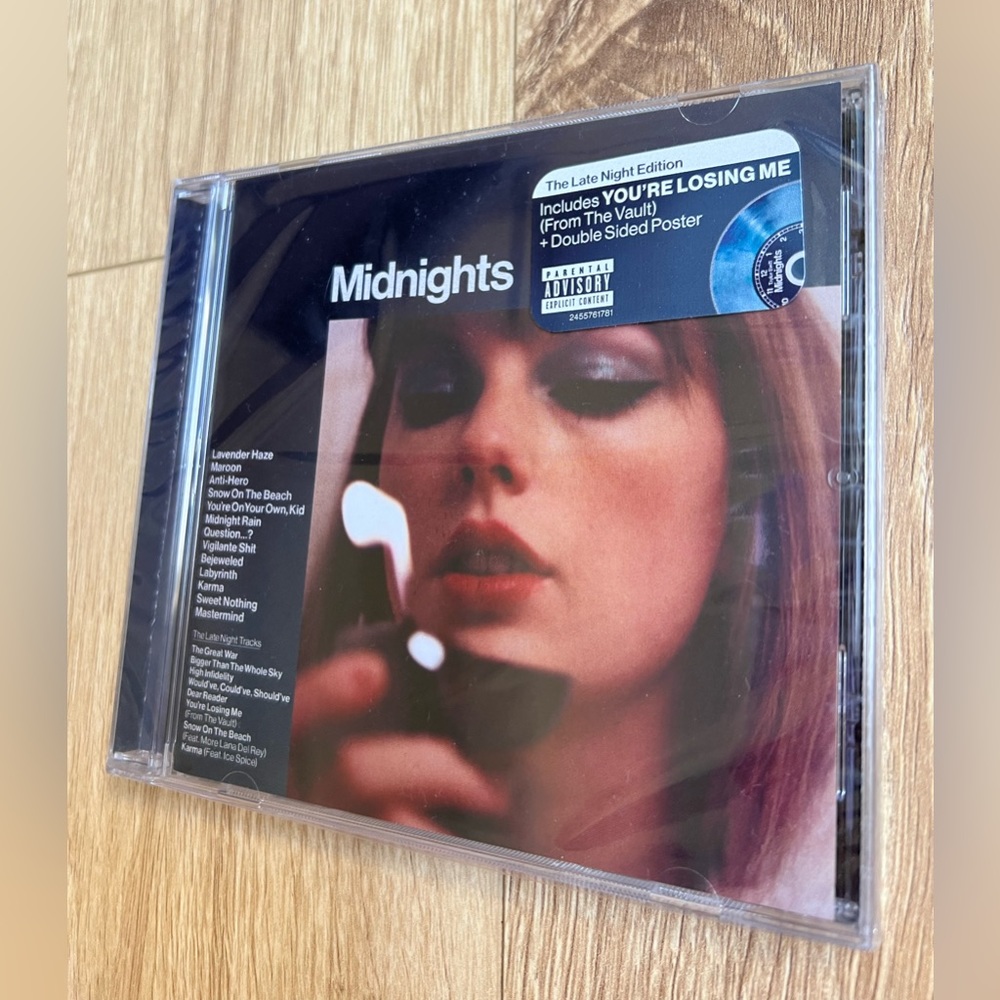 The Late Night Edition
Includes YOU'RE LOSING ME
(From The Vault)
+ Double Sided Poster
PARENTAL
ADVISORY
EXPLICIT CONTENT
2455761781
Midnights
Midnights
Lavender Haze
Maroon
Anti-Hero
Snow On The Beach
You're On Your Own, Kid
Midnight Rain
Question...?
Vigilante Shit
Bejeweled
Labyrinth
Karma
Sweet Nothing
Mastermind
The Late Night Tracks
The Great War
Bigger Than The Whole Sky
High Infidelity
Would've, Could've, Should've
Dear Reader
You're Losing Me
(From The Vault)
Snow On The Beach
(Feat. More Lana Del Rey)
Karma (Feat. Ice Spice)